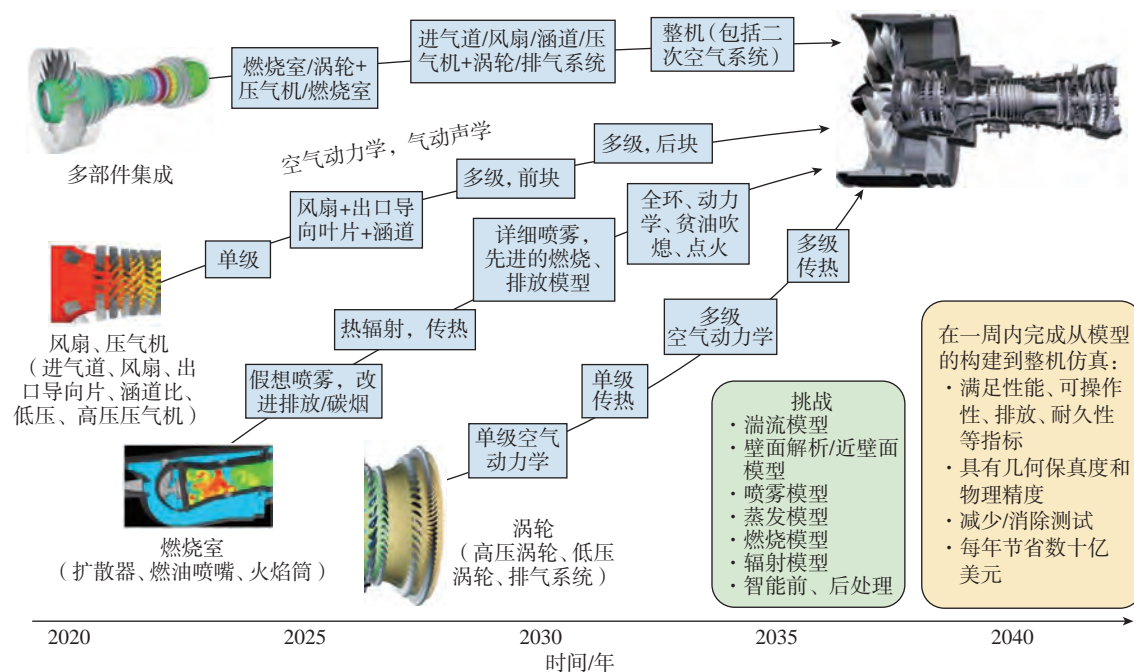 燃烧室/涡轮+
压气机/燃烧室
进气道/风扇/涵道/压
气机+涡轮/排气系统
整机(包括二
次空气系统)
多部件集成
空气动力学，气动声学
单级
风扇+出口导
向叶片+涵道
多级, 前块
多级, 后块
风扇、压气机
(进气道、风扇、出
口导向片、涵道比、
低压、高压压气机)
假想喷雾，改
进排放/碳烟
热辐射，传热
详细喷雾，
先进的燃烧、
排放模型
全环、动力
学、贫油吹
熄、点火
燃烧室
(扩散器、燃油喷嘴、火焰筒)
单级空气
动力学
单级
传热
多级
空气动力学
多级
传热
涡轮
(高压涡轮、低压
涡轮、排气系统)
挑战
·湍流模型
·壁面解析/近壁面
模型
·喷雾模型
·蒸发模型
·燃烧模型
·辐射模型
·智能前、后处理
在一周内完成从模型
的构建到整机仿真：
·满足性能、可操作
性、排放、耐久性
等指标
·具有几何保真度和
物理精度
·减少/消除测试
·每年节省数十亿
美元
2020 2025 2030 2035 2040
时间/年